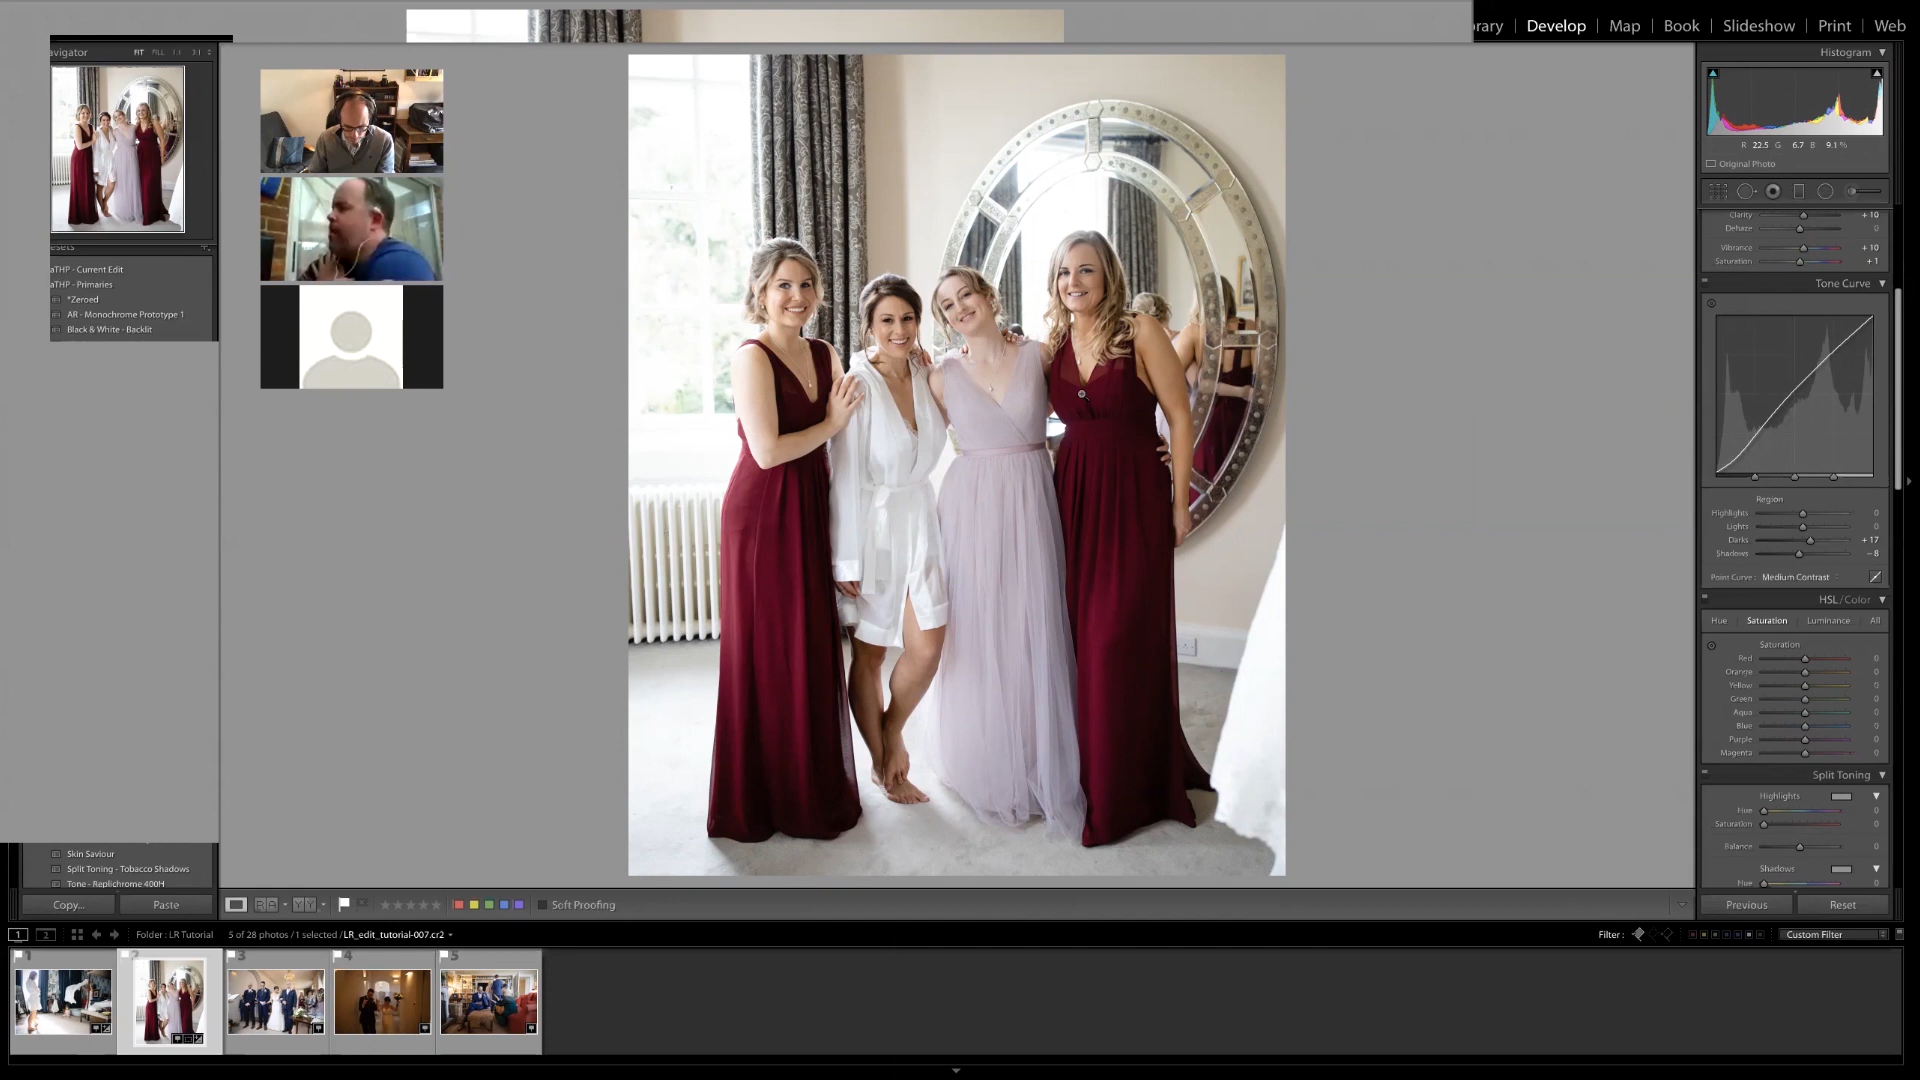 brary | Develop | Map | Book | Slideshow | Print | Web
avigator FIT FILL 1:1 3:1
Histogram
R 22.5 G 6.7 B 9.1 %
Original Photo
Clarity +10
Dehaze 0
Vibrance +10
Saturation +1
esets
aTHP - Current Edit
aTHP - Primaries
*Zeroed
AR - Monochrome Prototype 1
Black & White - Backlit
Tone Curve
Region
Highlights 0
Lights 0
Darks +17
Shadows -8
Point Curve : Medium Contrast
HSL / Color
Hue Saturation Luminance All
Saturation
Red 0
Orange 0
Yellow 0
Green 0
Aqua 0
Blue 0
Purple 0
Magenta 0
Split Toning
Highlights
Hue 0
Saturation 0
Balance 0
Shadows
Hue 0
Skin Saviour
Split Toning - Tobacco Shadows
Tone - Replichrome 400H
Copy... Paste
R A Y Y Soft Proofing
Previous Reset
1 2 Folder : LR Tutorial 5 of 28 photos / 1 selected / LR_edit_tutorial-007.cr2
Filter : Custom Filter
1 2 3 4 5